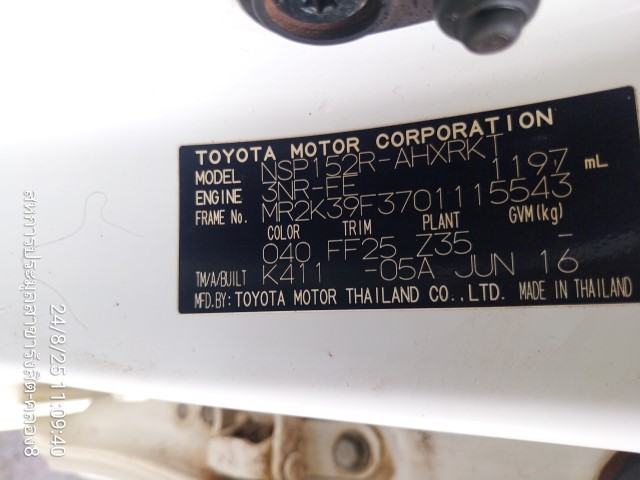 TOYOTA MOTOR CORPORATION
MODEL NSP152R-AHXRKT
ENGINE 3NR-FE 1197 mL
FRAME No. MR2K39F3701115543
COLOR TRIM PLANT GVM(kg)
040 FF25 Z35 -
TM/A/BUILT K411 -05A JUN 16
MFD.BY: TOYOTA MOTOR THAILAND CO.,LTD. MADE IN THAILAND
24/8/25 11:09:40